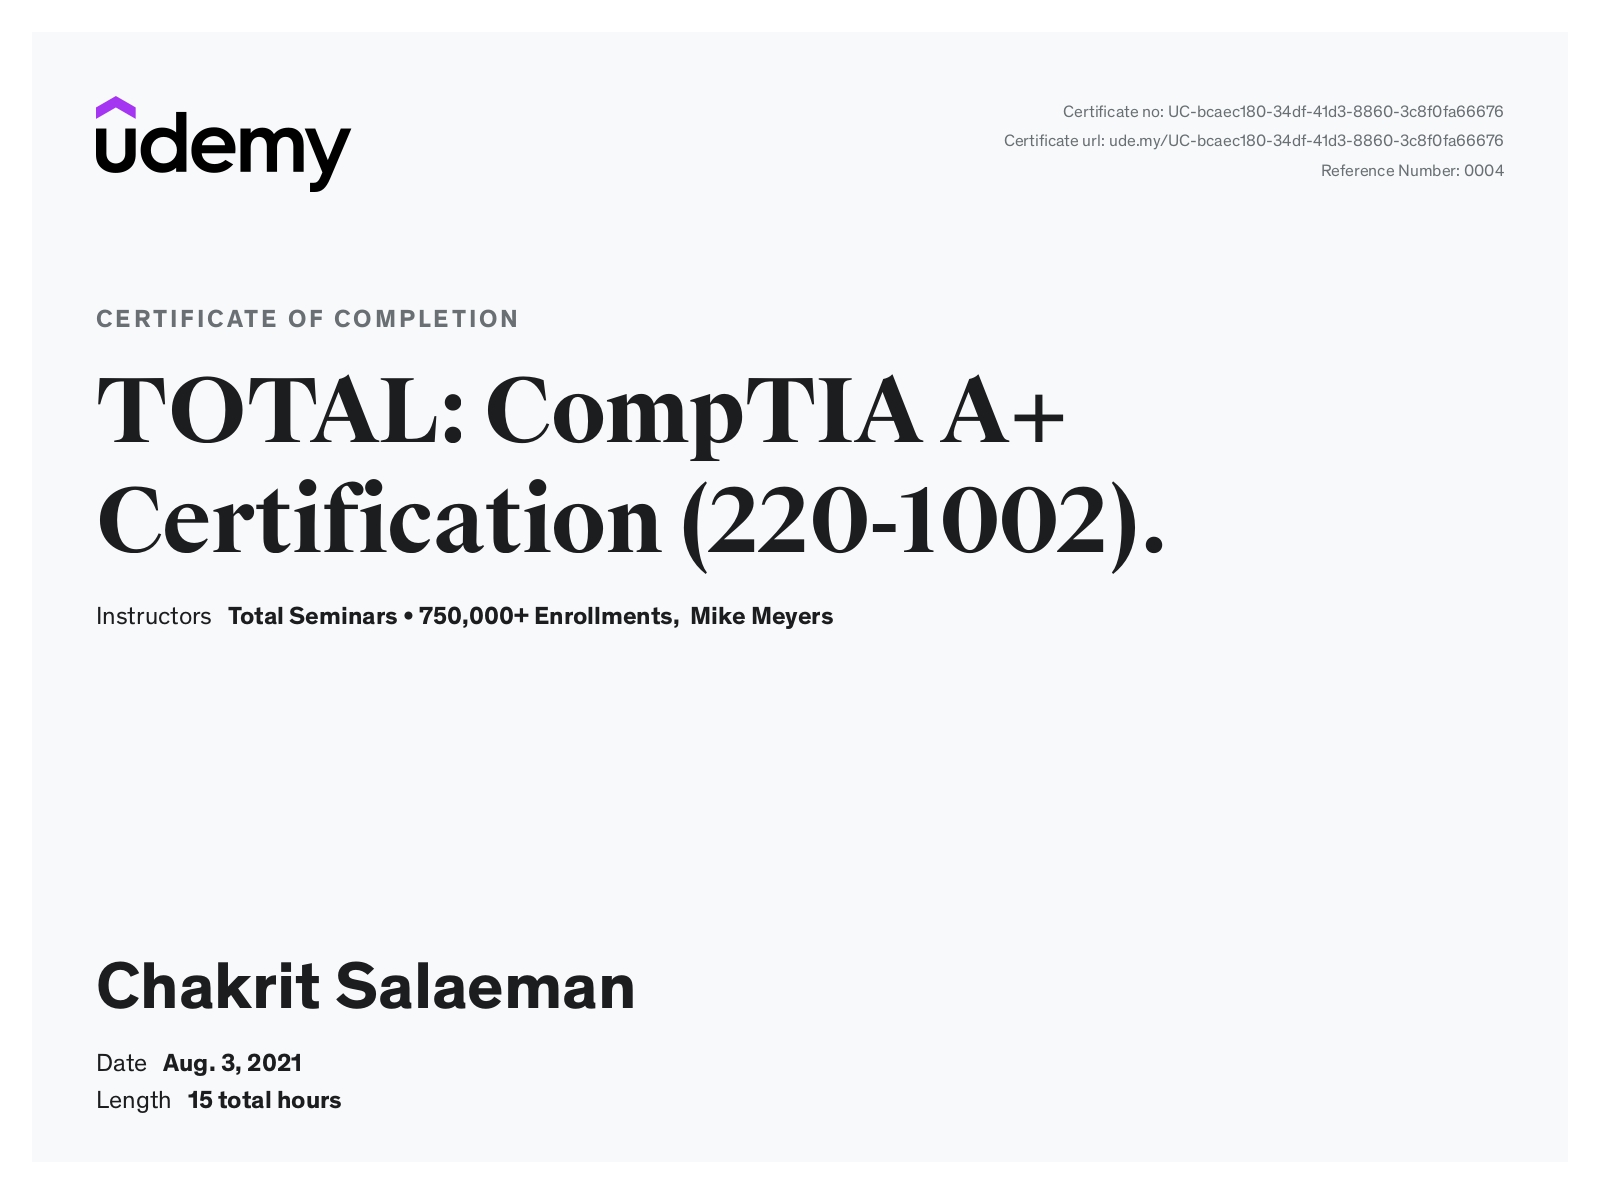 udemy
Certificate no: UC-bcaec180-34df-41d3-8860-3c8f0fa66676
Certificate url: ude.my/UC-bcaec180-34df-41d3-8860-3c8f0fa66676
Reference Number: 0004
CERTIFICATE OF COMPLETION
TOTAL: CompTIA A+
Certification (220-1002).
Instructors Total Seminars • 750,000+ Enrollments, Mike Meyers
Chakrit Salaeman
Date Aug. 3, 2021
Length 15 total hours